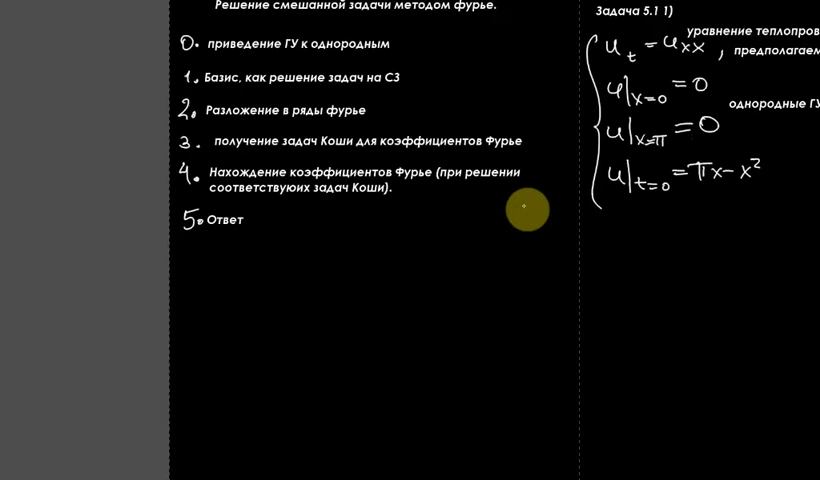 Решение смешанной задачи методом фурье.
0. приведение ГУ к однородным
1. Базис, как решение задач на СЗ
2. Разложение в ряды фурье
3. получение задач Коши для коэффициентов Фурье
4. Нахождение коэффициентов Фурье (при решении
соответствуюих задач Коши).
5. Ответ
Задача 5.1 1)
уравнение теплопров
u_t = u_xx , предполагаем
u|x=0 = 0
однородные ГУ
u|x=π = 0
u|t=0 = πx - x²